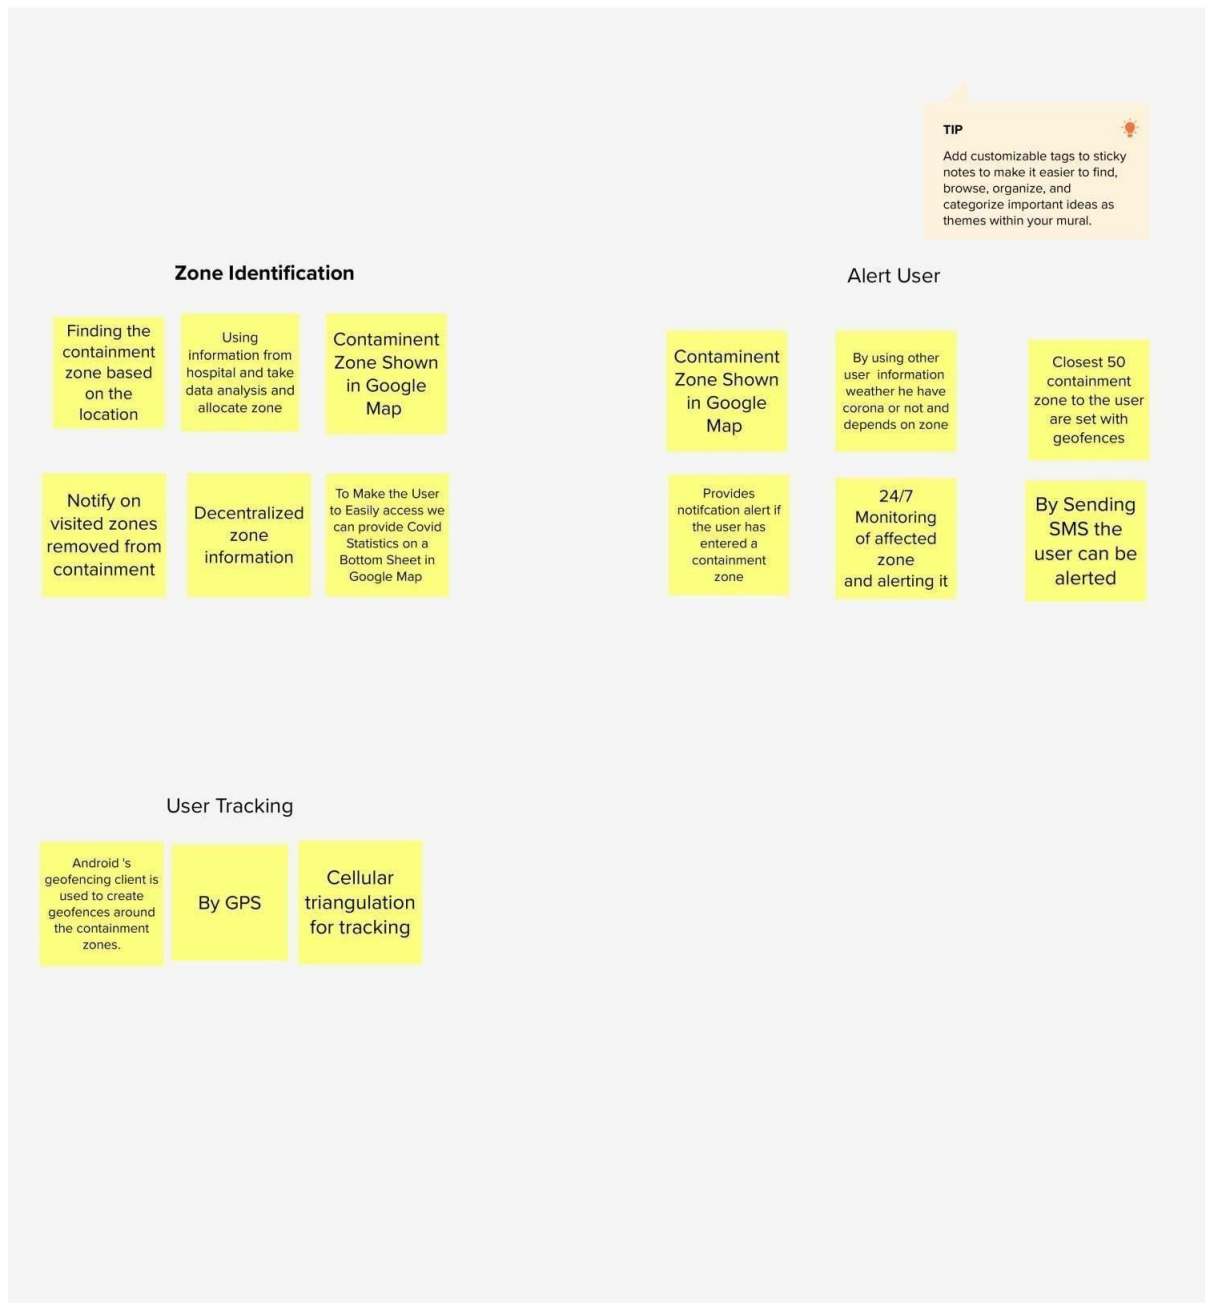 TIP
Add customizable tags to sticky
notes to make it easier to find,
browse, organize, and
categorize important ideas as
themes within your mural.
Zone Identification
Finding the
containment
zone based
on the
location
Using
information from
hospital and take
data analysis and
allocate zone
Contaminent
Zone Shown
in Google
Map
Notify on
visited zones
removed from
containment
Decentralized
zone
information
To Make the User
to Easily access we
can provide Covid
Statistics on a
Bottom Sheet in
Google Map
Alert User
Contaminent
Zone Shown
in Google
Map
By using other
user information
weather he have
corona or not and
depends on zone
Closest 50
containment
zone to the user
are set with
geofences
Provides
notifcation alert if
the user has
entered a
containment
zone
24/7
Monitoring
of affected
zone
and alerting it
By Sending
SMS the
user can be
alerted
User Tracking
Android 's
geofencing client is
used to create
geofences around
the containment
zones.
By GPS
Cellular
triangulation
for tracking